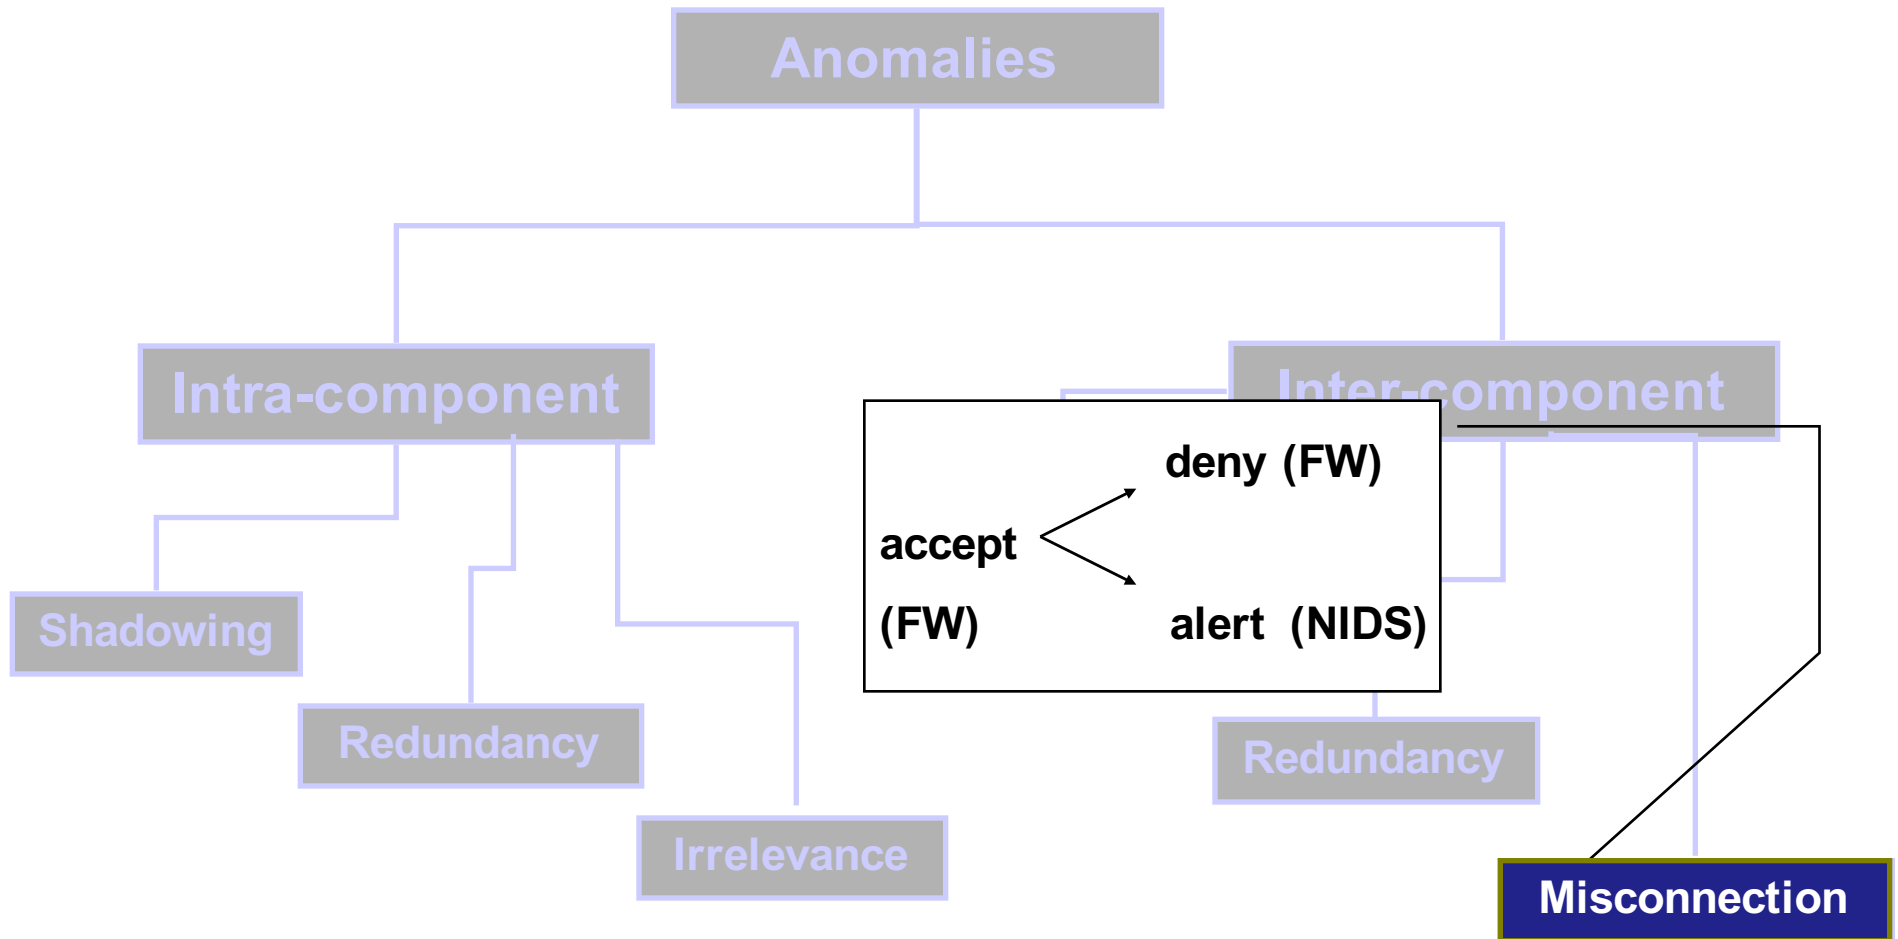 Anomalies
Intra-component
Inter-component
deny (FW)
accept
(FW)
alert (NIDS)
Shadowing
Redundancy
Redundancy
Irrelevance
Misconnection